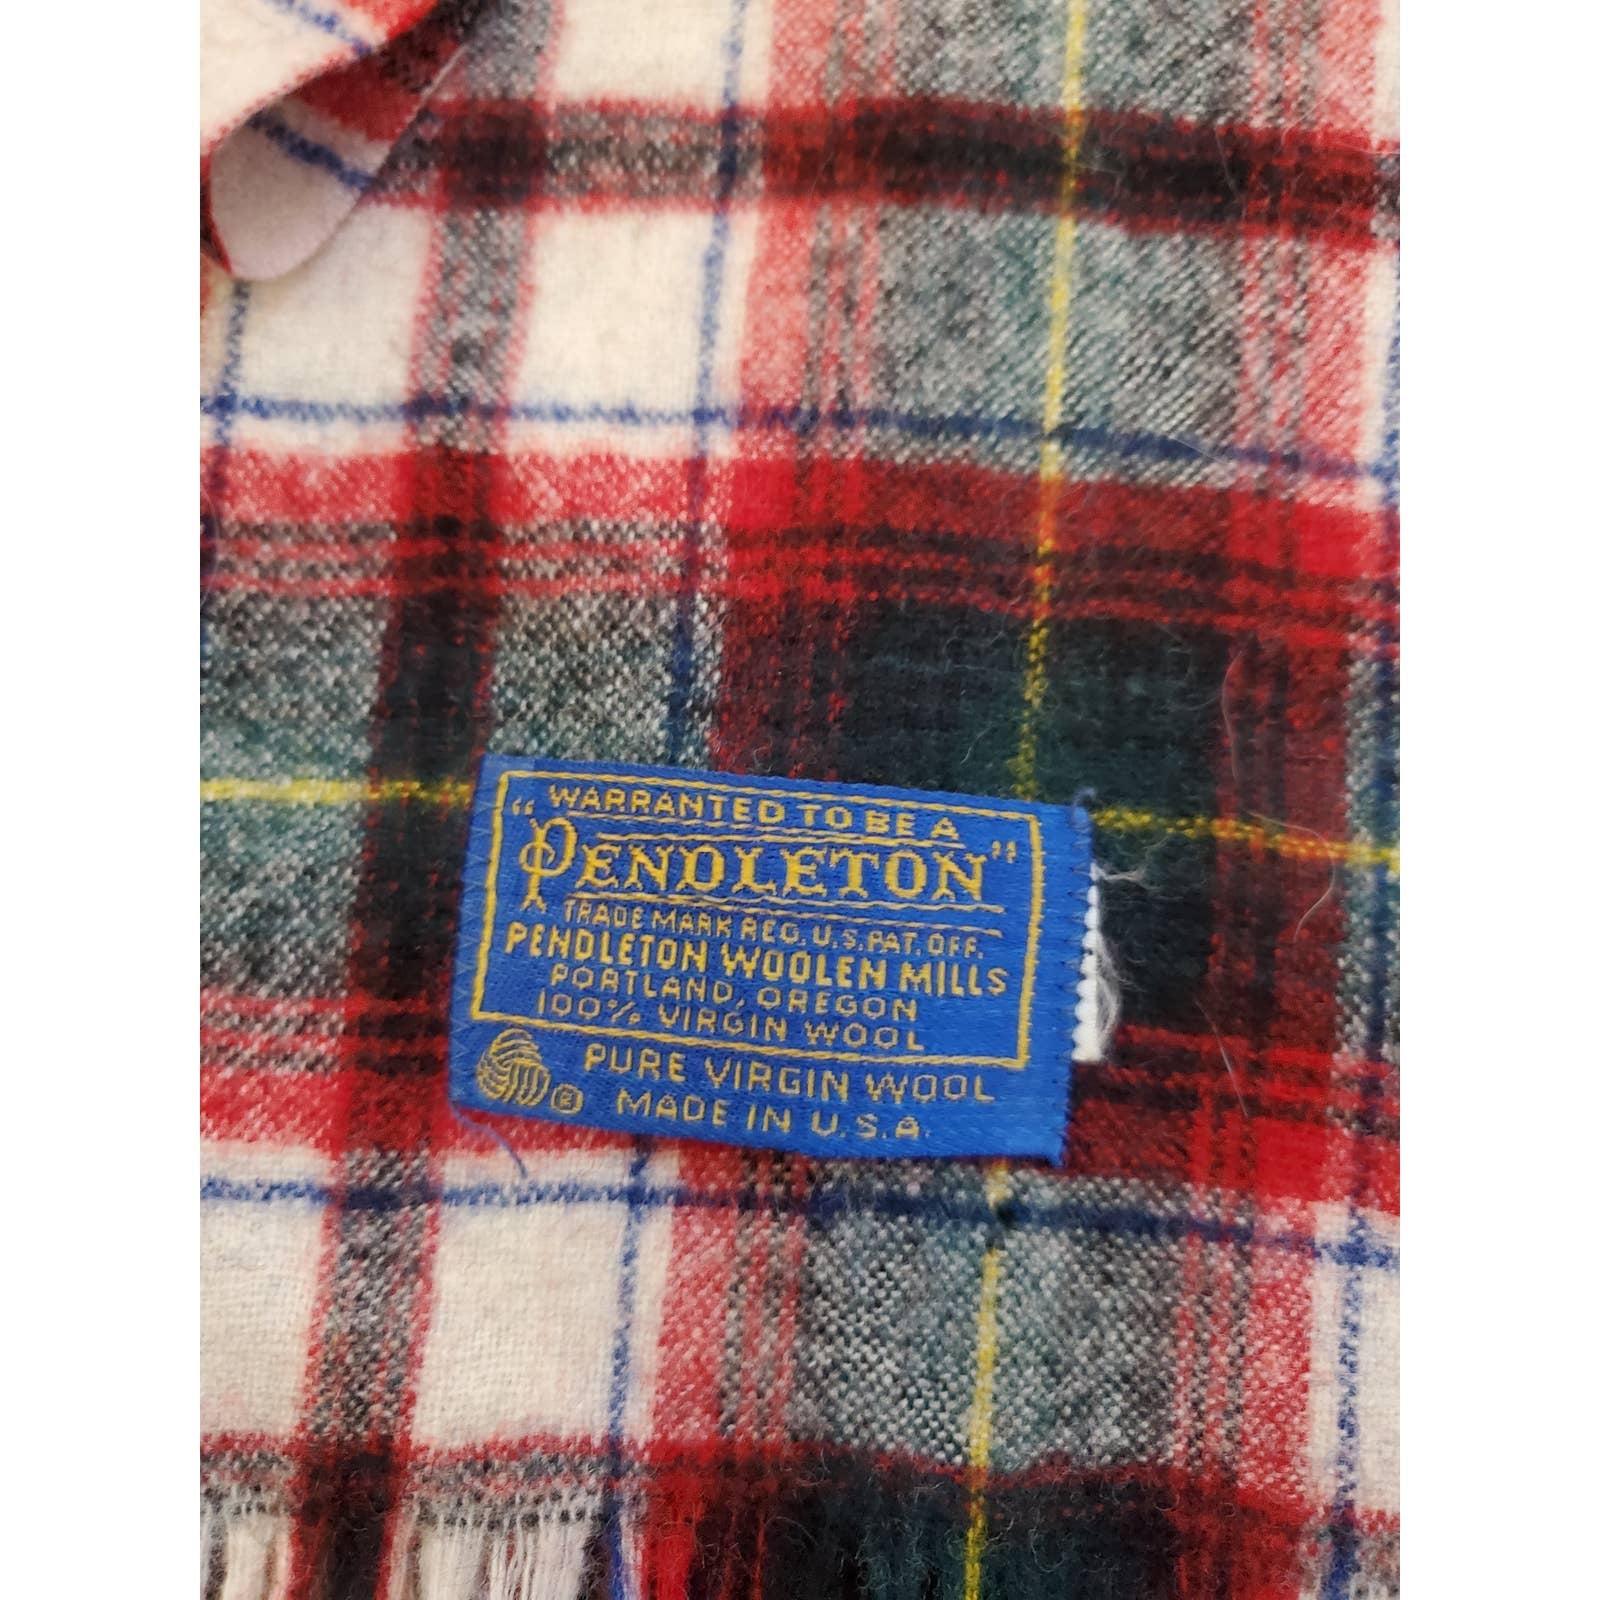 WARRANTED TO BE A
"PENDLETON"
TRADE MARK REG. U.S. PAT. OFF.
PENDLETON WOOLEN MILLS
PORTLAND, OREGON
100% VIRGIN WOOL
® PURE VIRGIN WOOL
MADE IN U.S.A.